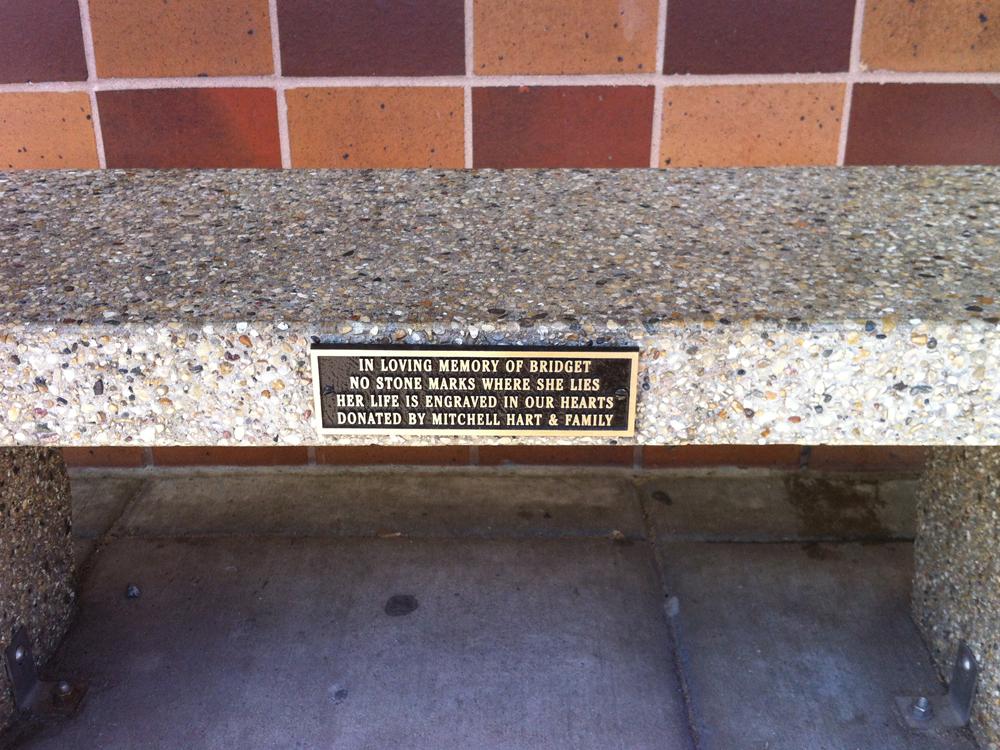 IN LOVING MEMORY OF BRIDGET
NO STONE MARKS WHERE SHE LIES
HER LIFE IS ENGRAVED IN OUR HEARTS
DONATED BY MITCHELL HART & FAMILY